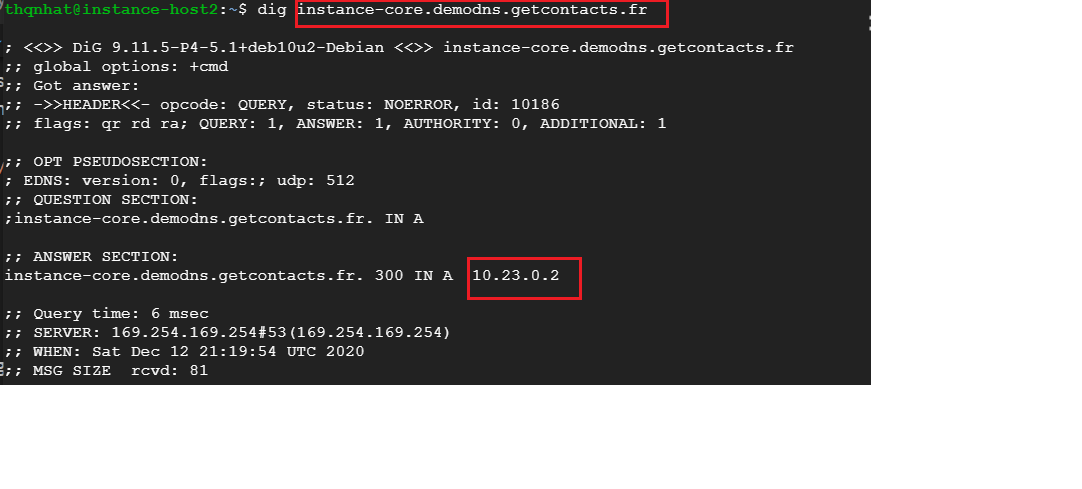 thqnhat@instance-host2:~$ dig instance-core.demodns.getcontacts.fr
; <<>> DiG 9.11.5-P4-5.1+deb10u2-Debian <<>> instance-core.demodns.getcontacts.fr
;; global options: +cmd
;; Got answer:
;; ->>HEADER<<- opcode: QUERY, status: NOERROR, id: 10186
;; flags: qr rd ra; QUERY: 1, ANSWER: 1, AUTHORITY: 0, ADDITIONAL: 1
;; OPT PSEUDOSECTION:
; EDNS: version: 0, flags:; udp: 512
;; QUESTION SECTION:
;instance-core.demodns.getcontacts.fr. IN A
;; ANSWER SECTION:
instance-core.demodns.getcontacts.fr. 300 IN A 10.23.0.2
;; Query time: 6 msec
;; SERVER: 169.254.169.254#53(169.254.169.254)
;; WHEN: Sat Dec 12 21:19:54 UTC 2020
;; MSG SIZE  rcvd: 81